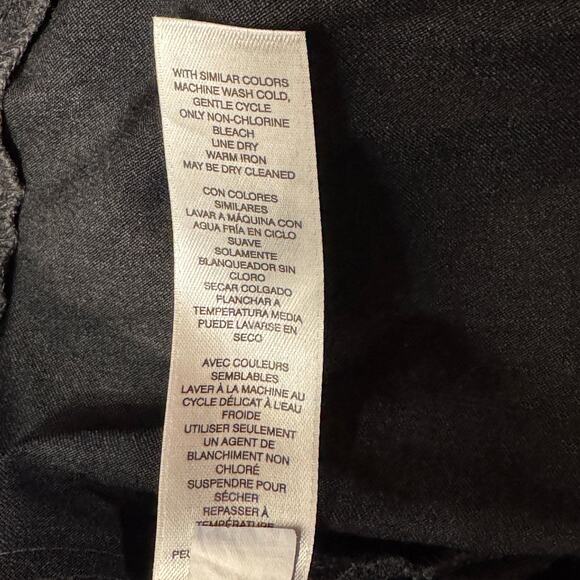 WITH SIMILAR COLORS
MACHINE WASH COLD,
GENTLE CYCLE
ONLY NON-CHLORINE
BLEACH
LINE DRY
WARM IRON
MAY BE DRY CLEANED
CON COLORES
SIMILARES
LAVAR A MÁQUINA CON
AGUA FRÍA EN CICLO
SUAVE
SOLAMENTE
BLANQUEADOR SIN
CLORO
SECAR COLGADO
PLANCHAR A
TEMPERATURA MEDIA
PUEDE LAVARSE EN
SECO
AVEC COULEURS
SEMBLABLES
LAVER À LA MACHINE AU
CYCLE DÉLICAT À L'EAU
FROIDE
UTILISER SEULEMENT
UN AGENT DE
BLANCHIMENT NON
CHLORÉ
SUSPENDRE POUR
SÉCHER
REPASSER À
TEMPÉRATURE